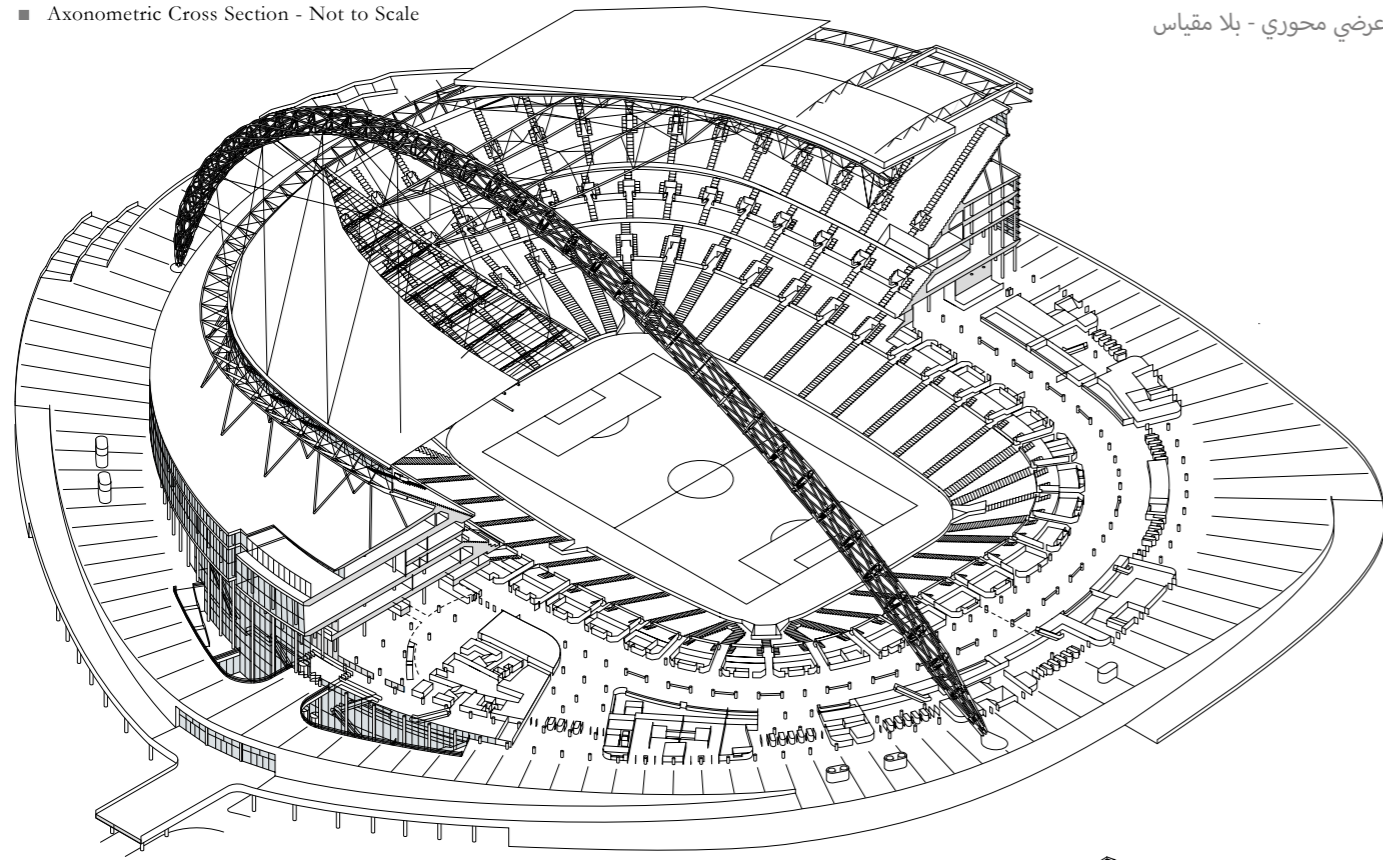 ■ Axonometric Cross Section - Not to Scale
عرضي محوري - بلا مقياس